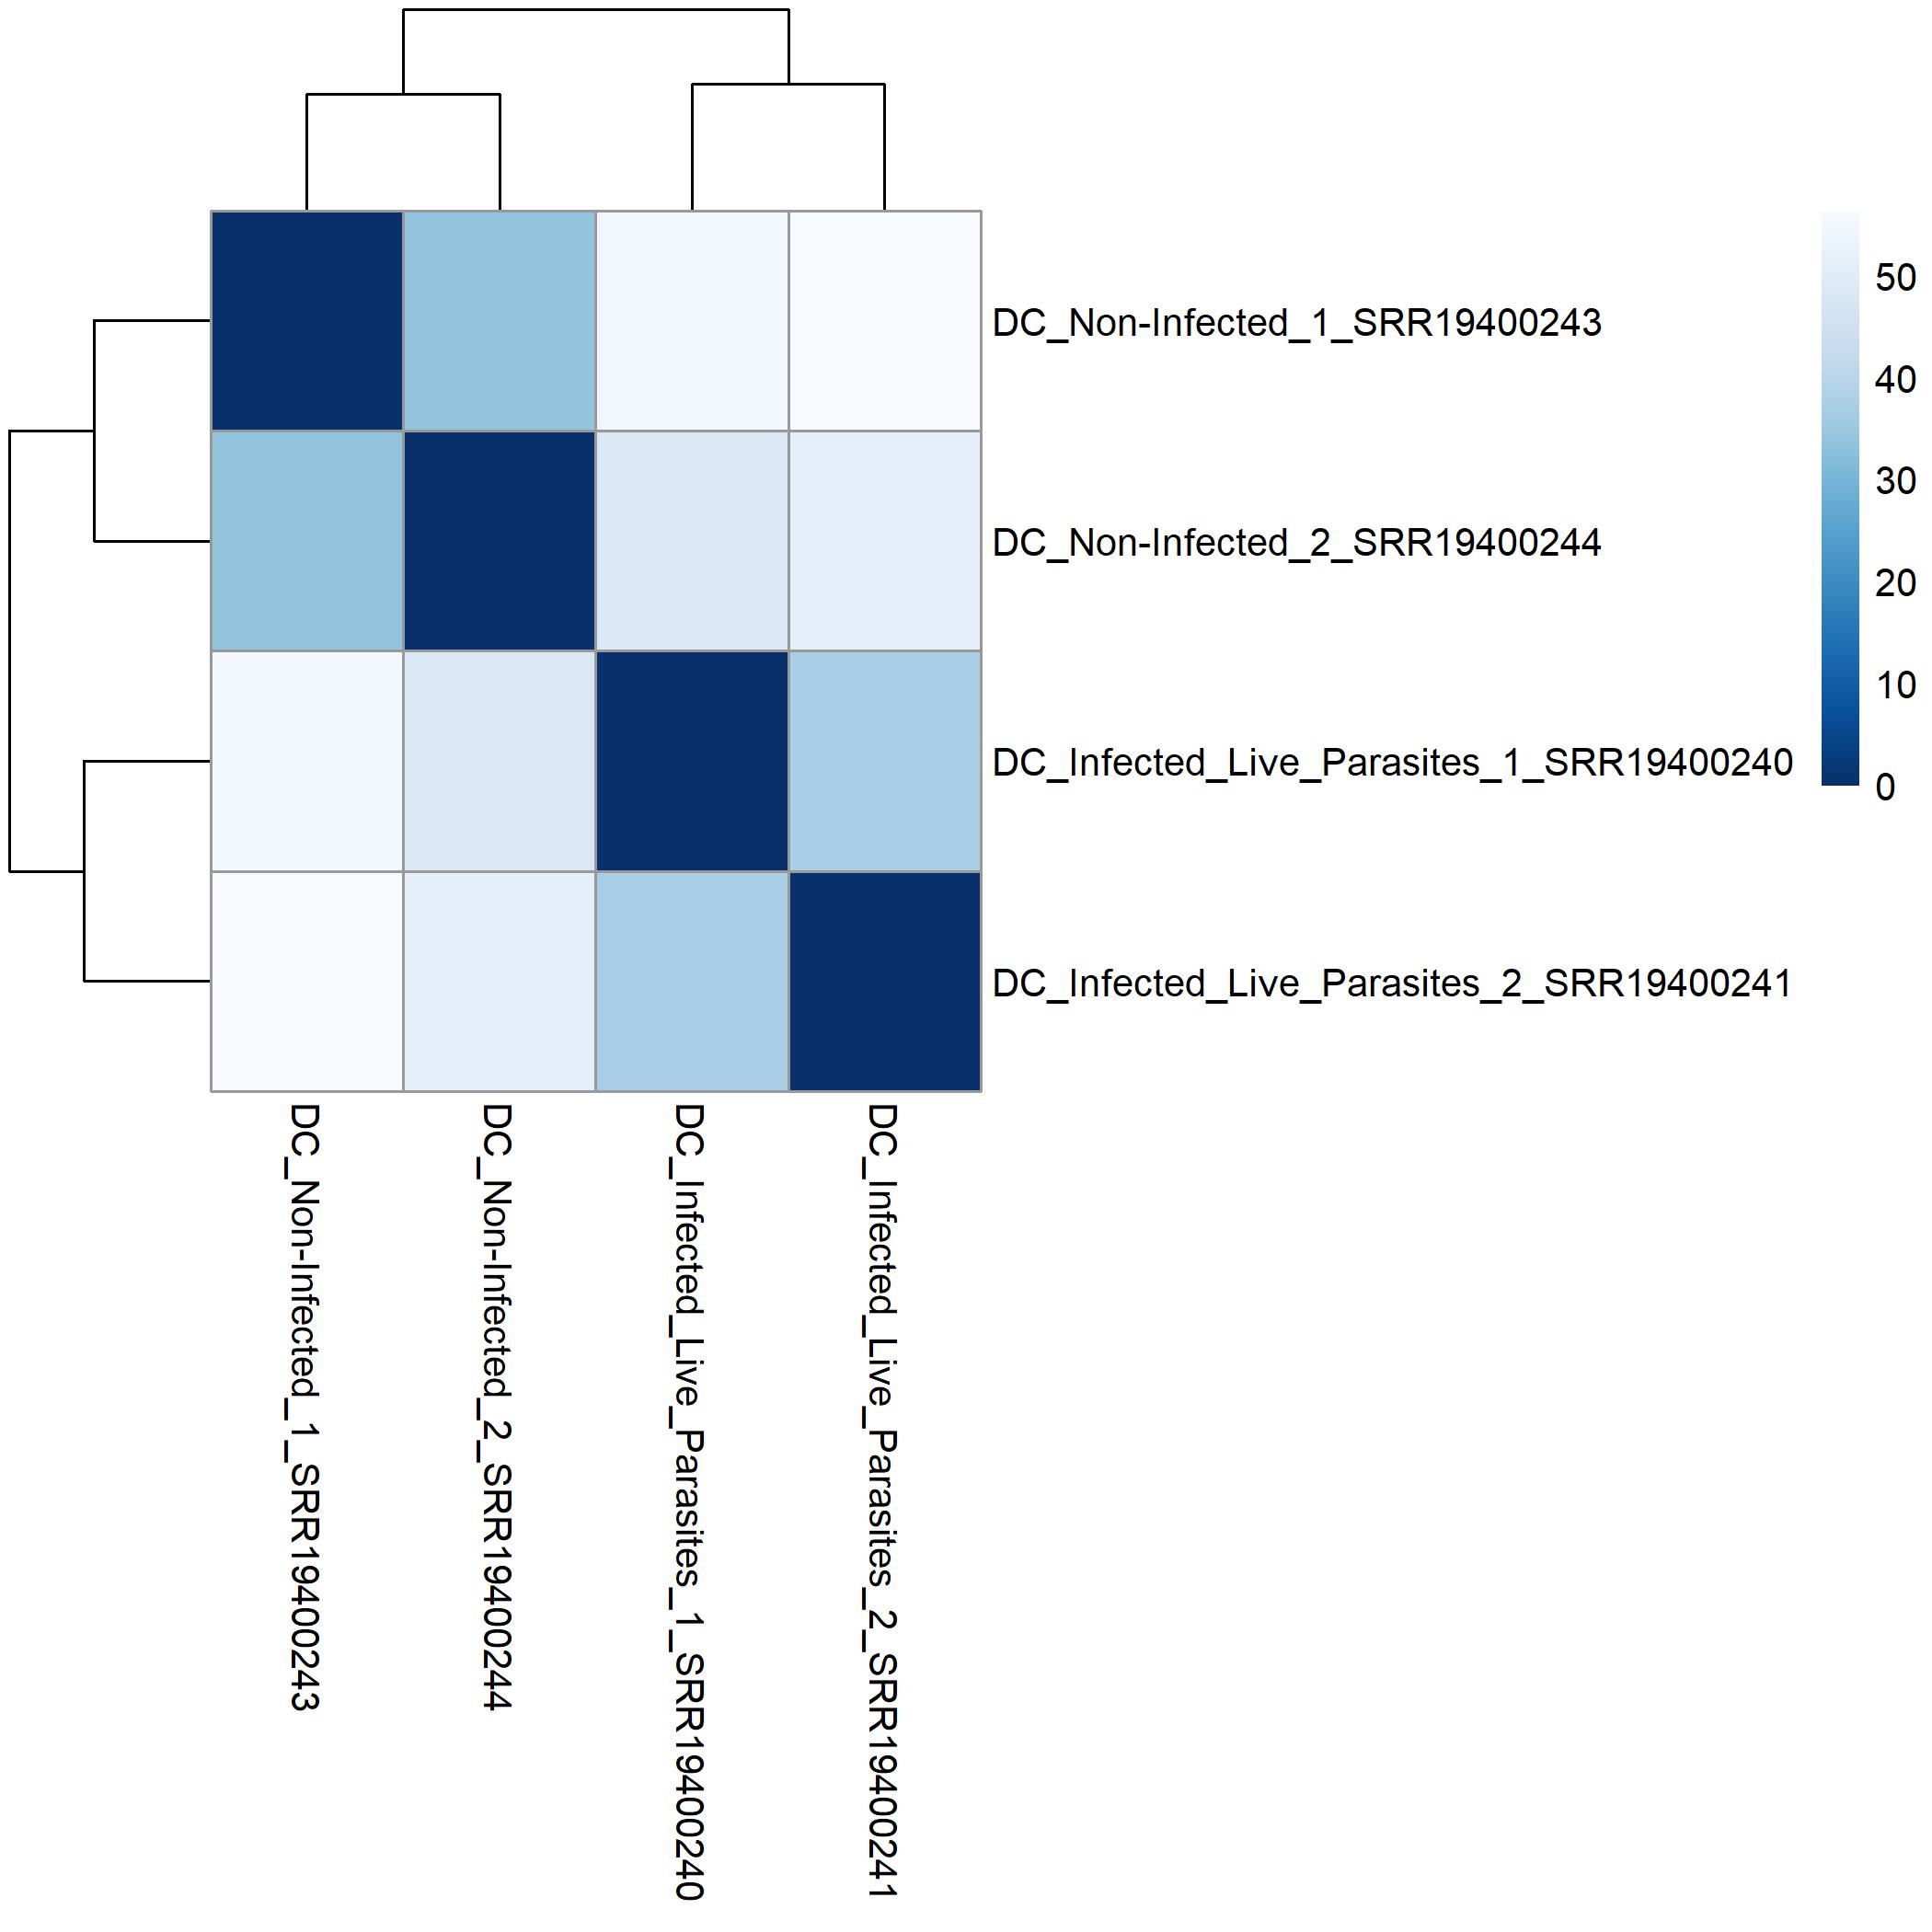 DC_Non-Infected_1_SRR19400243
DC_Non-Infected_2_SRR19400244
DC_Infected_Live_Parasites_1_SRR19400240
DC_Infected_Live_Parasites_2_SRR19400241
50
40
30
20
10
0
DC_Non-Infected_1_SRR19400243
DC_Non-Infected_2_SRR19400244
DC_Infected_Live_Parasites_1_SRR19400240
DC_Infected_Live_Parasites_2_SRR19400241